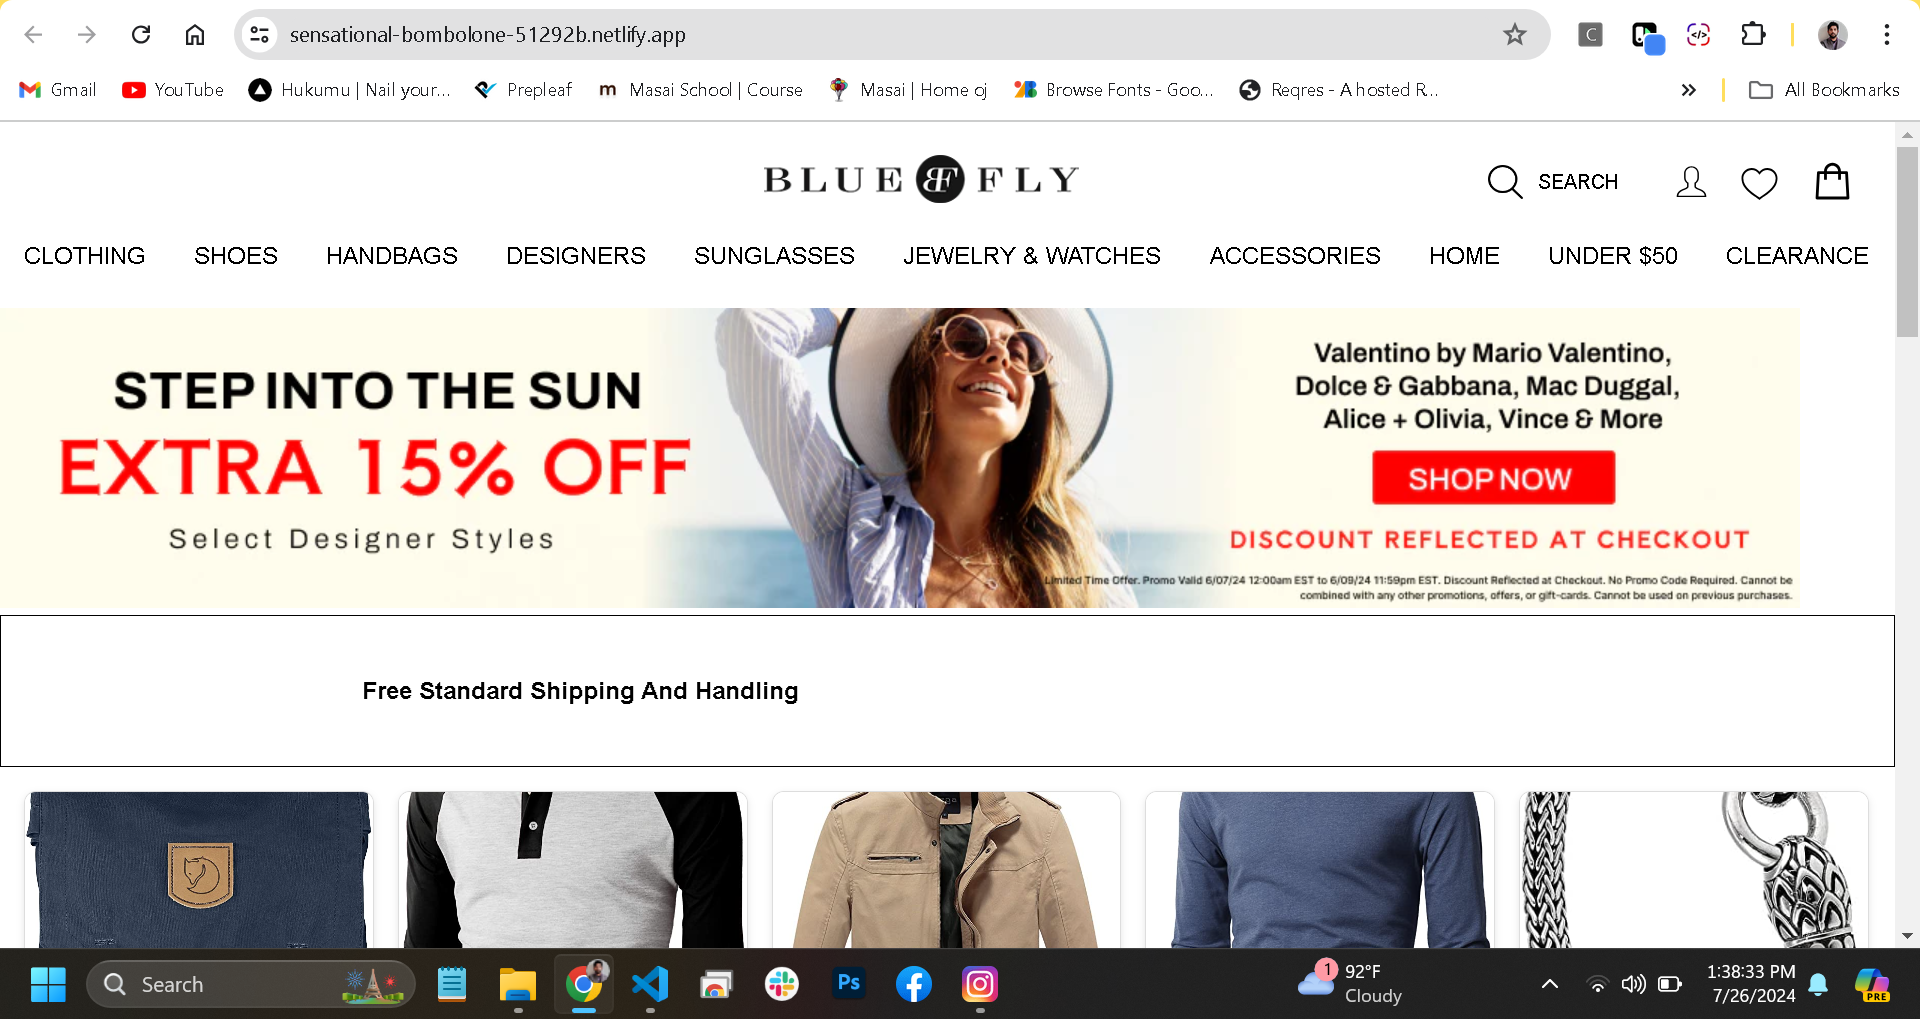 sensational-bombolone-51292b.netlify.app
Gmail
YouTube
Hukumu | Nail your...
Prepleaf
Masai School | Course
Masai | Home oj
Browse Fonts - Goo...
Reqres - A hosted R...
All Bookmarks
BLUE BF FLY
SEARCH
CLOTHING
SHOES
HANDBAGS
DESIGNERS
SUNGLASSES
JEWELRY & WATCHES
ACCESSORIES
HOME
UNDER $50
CLEARANCE
STEP INTO THE SUN
EXTRA 15% OFF
Select Designer Styles
Valentino by Mario Valentino,
Dolce & Gabbana, Mac Duggal,
Alice + Olivia, Vince & More
SHOP NOW
DISCOUNT REFLECTED AT CHECKOUT
Limited Time Offer. Promo Valid 6/07/24 12:00am EST to 6/09/24 11:59pm EST. Discount Reflected at Checkout. No Promo Code Required. Cannot be
combined with any other promotions, offers, or gift-cards. Cannot be used on previous purchases.
Free Standard Shipping And Handling
Search
Ps
1
92°F
Cloudy
1:38:33 PM
7/26/2024
PRE